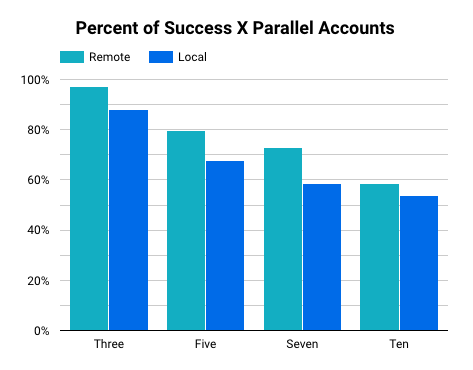 Percent of Success X Parallel Accounts
Remote Local
100%
80%
60%
40%
20%
0%
Three Five Seven Ten